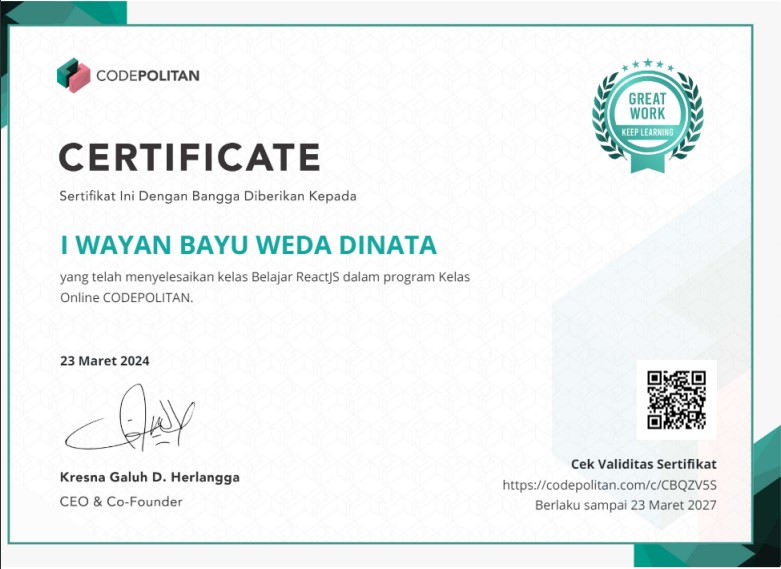 CODEPOLITAN
GREAT
WORK
KEEP LEARNING
CERTIFICATE
Sertifikat Ini Dengan Bangga Diberikan Kepada
I WAYAN BAYU WEDA DINATA
yang telah menyelesaikan kelas Belajar ReactJS dalam program Kelas
Online CODEPOLITAN.
23 Maret 2024
Kresna Galuh D. Herlangga
CEO & Co-Founder
Cek Validitas Sertifikat
https://codepolitan.com/c/CBQZV5S
Berlaku sampai 23 Maret 2027